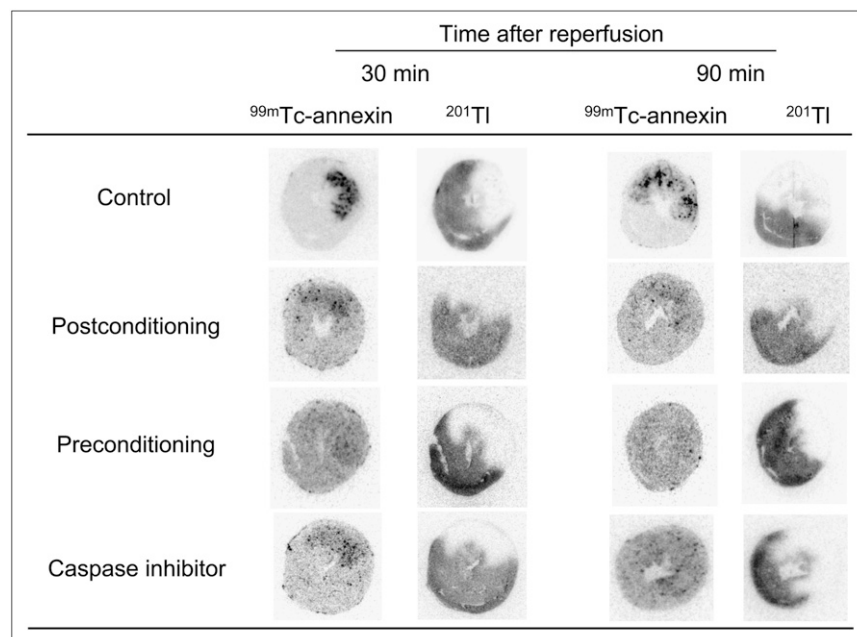 Time after reperfusion
30 min 90 min
⁹⁹ᵐTc-annexin ²⁰¹Tl ⁹⁹ᵐTc-annexin ²⁰¹Tl
Control
Postconditioning
Preconditioning
Caspase inhibitor